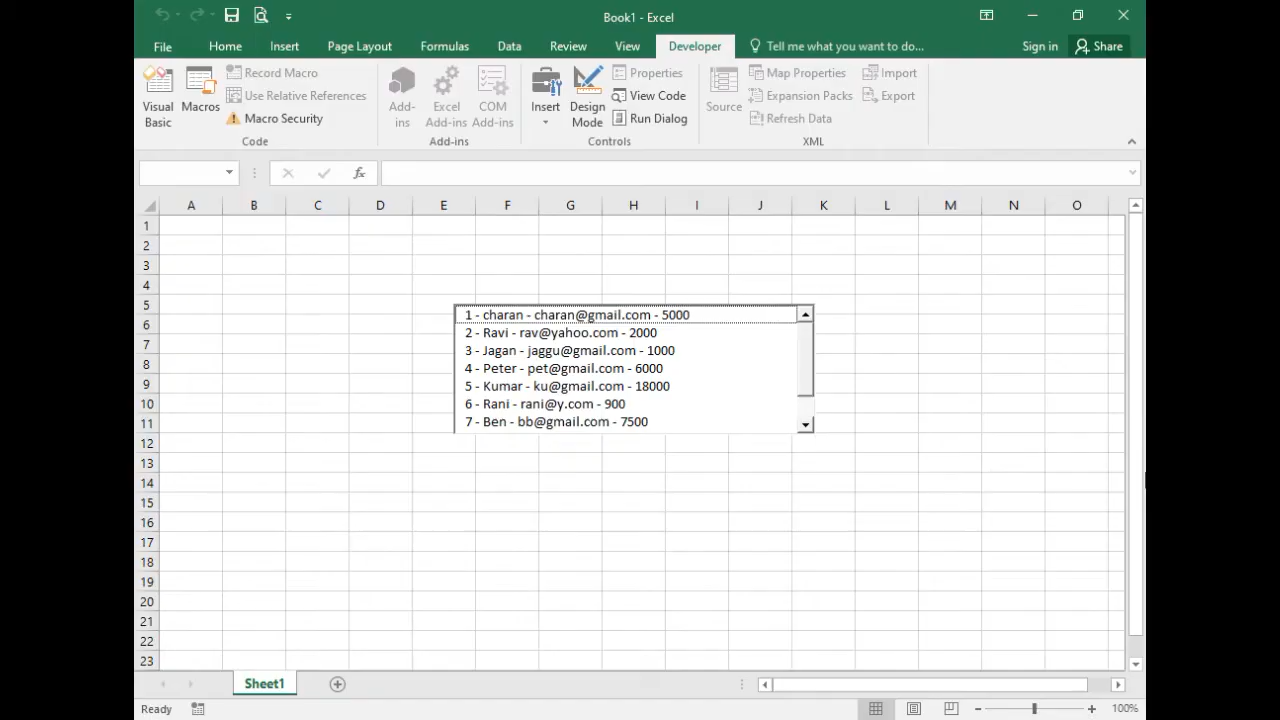 Book1 - Excel
File Home Insert Page Layout Formulas Data Review View Developer Tell me what you want to do... Sign in Share
Visual Basic
Macros
Record Macro
Use Relative References
Macro Security
Code
Add-ins
Excel Add-ins
COM Add-ins
Add-ins
Insert
Design Mode
Properties
View Code
Run Dialog
Controls
Source
Map Properties
Expansion Packs
Refresh Data
Import
Export
XML
fx
A B C D E F G H I J K L M N O
1
2
3
4
5
6
7
8
9
10
11
12
13
14
15
16
17
18
19
20
21
22
23
1 - charan - charan@gmail.com - 5000
2 - Ravi - rav@yahoo.com - 2000
3 - Jagan - jaggu@gmail.com - 1000
4 - Peter - pet@gmail.com - 6000
5 - Kumar - ku@gmail.com - 18000
6 - Rani - rani@y.com - 900
7 - Ben - bb@gmail.com - 7500
Sheet1
Ready
100%